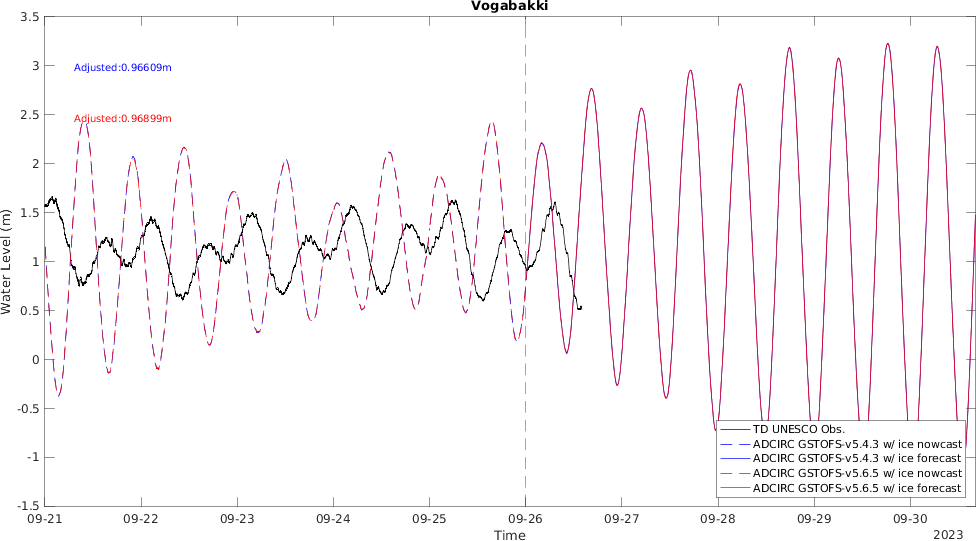 Vogabakki
3.5
3
2.5
2
1.5
1
0.5
0
-0.5
-1
-1.5
Water Level (m)
Adjusted:0.96609m
Adjusted:0.96899m
TD UNESCO Obs.
ADCIRC GSTOFS-v5.4.3 w/ ice nowcast
ADCIRC GSTOFS-v5.4.3 w/ ice forecast
ADCIRC GSTOFS-v5.6.5 w/ ice nowcast
ADCIRC GSTOFS-v5.6.5 w/ ice forecast
09-21 09-22 09-23 09-24 09-25 09-26 09-27 09-28 09-29 09-30
Time
2023